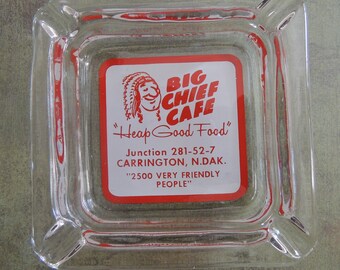 BIG
CHIEF
CAFE
"Heap Good Food"
Junction 281-52-7
CARRINGTON, N.DAK.
"2500 VERY FRIENDLY
PEOPLE"